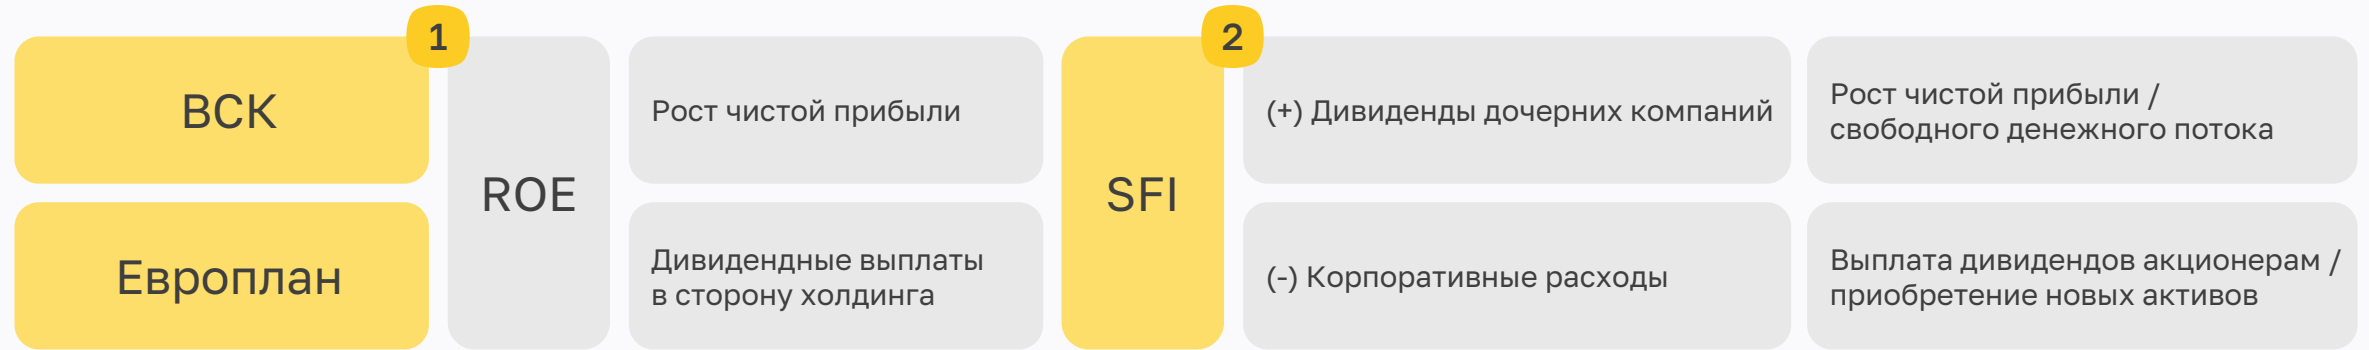 1
ВСК
Европлан
ROE
Рост чистой прибыли
Дивидендные выплаты
в сторону холдинга
2
SFI
(+) Дивиденды дочерних компаний
(-) Корпоративные расходы
Рост чистой прибыли /
свободного денежного потока
Выплата дивидендов акционерам /
приобретение новых активов